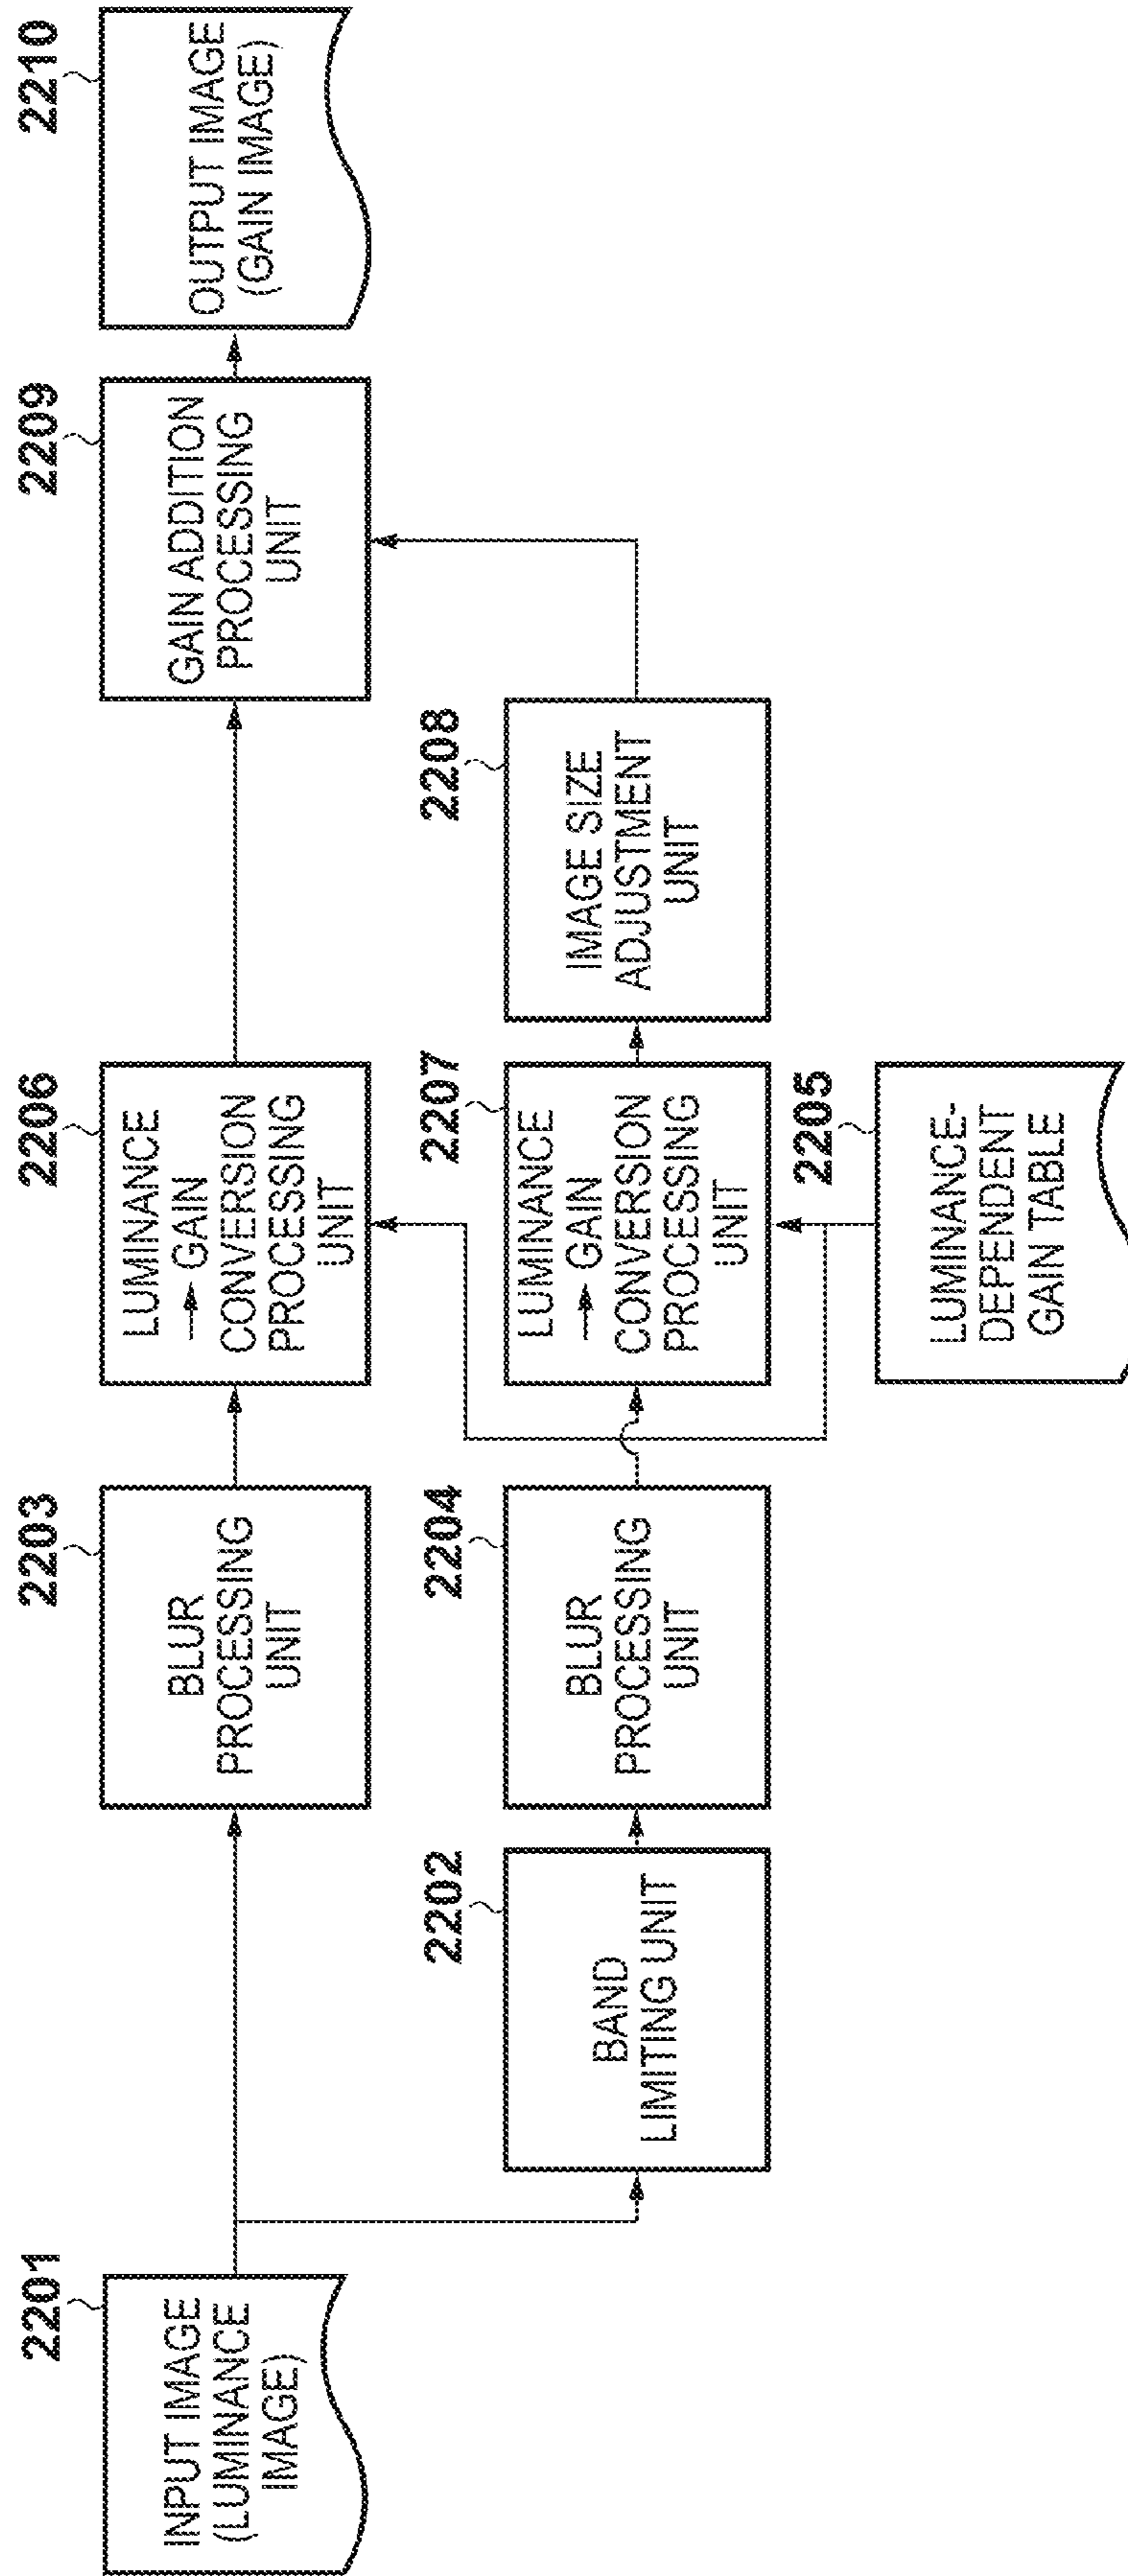 2201
INPUT IMAGE
(LUMINANCE
IMAGE)
2203
BLUR
PROCESSING
UNIT
2206
LUMINANCE
→ GAIN
CONVERSION
PROCESSING
UNIT
2209
GAIN ADDITION
PROCESSING
UNIT
2210
OUTPUT IMAGE
(GAIN IMAGE)
2202
BAND
LIMITING UNIT
2204
BLUR
PROCESSING
UNIT
2207
LUMINANCE
→ GAIN
CONVERSION
PROCESSING
UNIT
2208
IMAGE SIZE
ADJUSTMENT
UNIT
2205
LUMINANCE-
DEPENDENT
GAIN TABLE